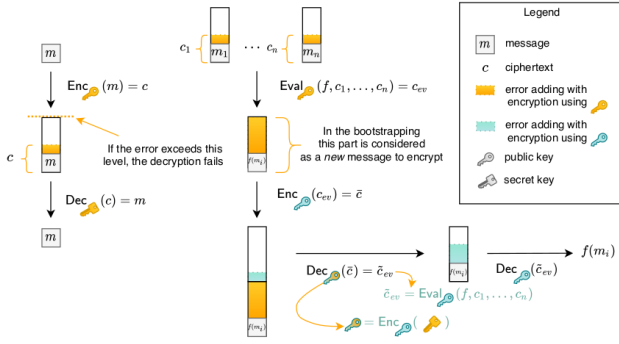 m
Enc (m) = c
If the error exceeds this
level, the decryption fails
c
m
Dec (c) = m
m
c₁ m₁ ··· cₙ mₙ
Eval (f, c₁, . . . , cₙ) = cₑᵥ
f(mᵢ)
In the bootstrapping
this part is considered
as a new message to encrypt
Enc (cₑᵥ) = c̄
f(mᵢ)
Dec (c̄) = c̃ₑᵥ
f(mᵢ)
Dec (c̃ₑᵥ)
f(mᵢ)
c̃ₑᵥ = Eval (f, c₁, . . . , cₙ)
= Enc ( )
Legend
m message
c ciphertext
error adding with
encryption using
error adding with
encryption using
public key
secret key